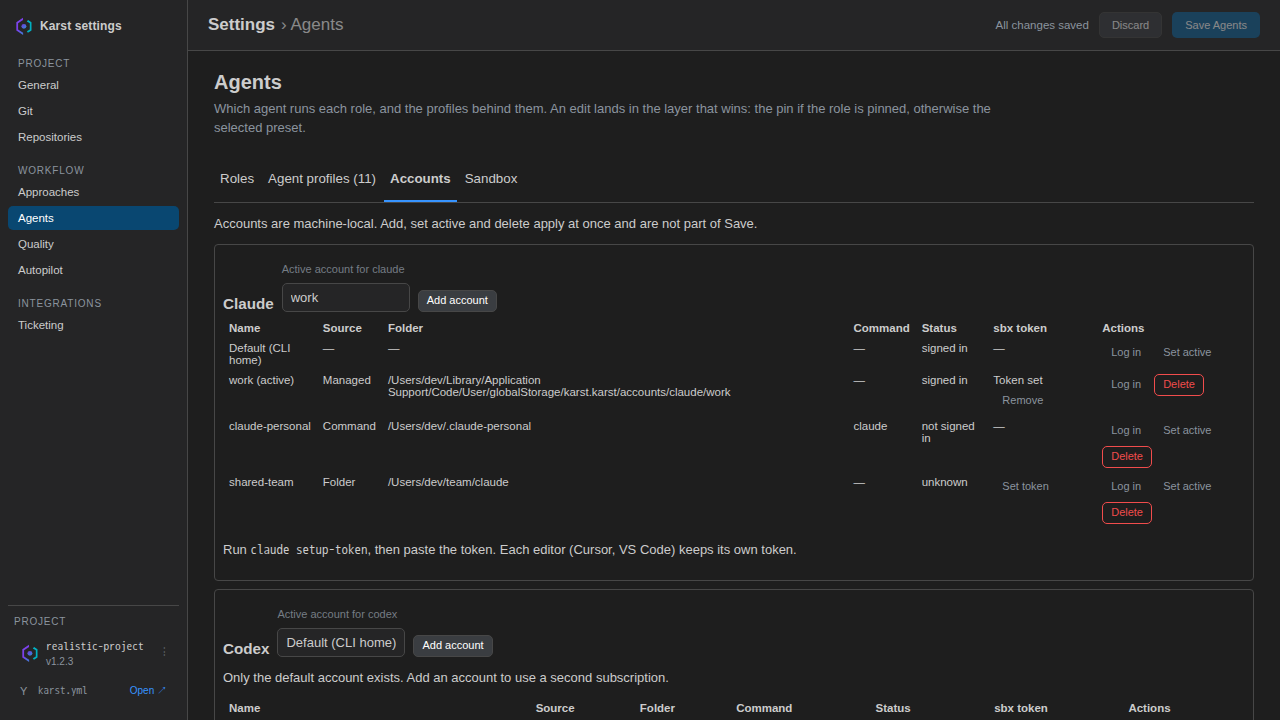 Karst settings
PROJECT
General
Git
Repositories
WORKFLOW
Approaches
Agents
Quality
Autopilot
INTEGRATIONS
Ticketing
PROJECT
realistic-project
v1.2.3
Y karst.yml Open ↗
Settings › Agents
All changes saved Discard Save Agents
Agents
Which agent runs each role, and the profiles behind them. An edit lands in the layer that wins: the pin if the role is pinned, otherwise the
selected preset.
Roles Agent profiles (11) Accounts Sandbox
Accounts are machine-local. Add, set active and delete apply at once and are not part of Save.
Active account for claude
Claude work Add account
Name Source Folder Command Status sbx token Actions
Default (CLI — — — signed in — Log in Set active
home)
work (active) Managed /Users/dev/Library/Application — signed in Token set Log in Delete
Support/Code/User/globalStorage/karst.karst/accounts/claude/work Remove
claude-personal Command /Users/dev/.claude-personal claude not signed — Log in Set active
in
Delete
shared-team Folder /Users/dev/team/claude — unknown Set token Log in Set active
Delete
Run claude setup-token, then paste the token. Each editor (Cursor, VS Code) keeps its own token.
Active account for codex
Codex Default (CLI home) Add account
Only the default account exists. Add an account to use a second subscription.
Name Source Folder Command Status sbx token Actions